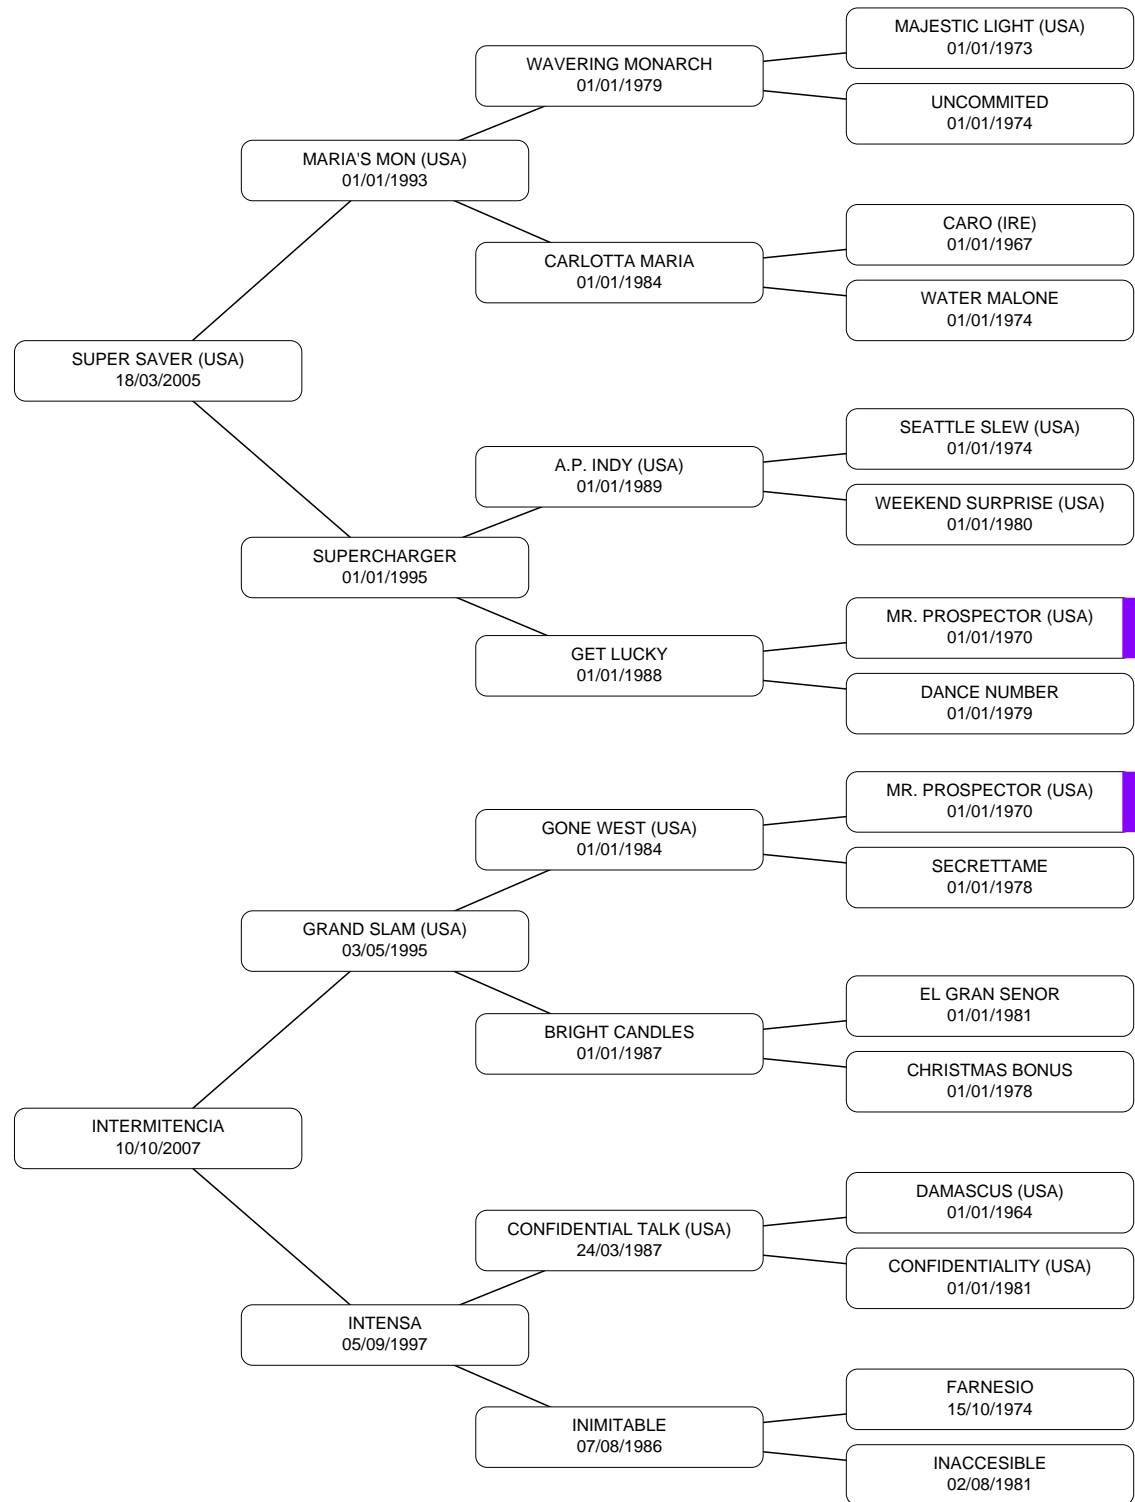 MAJESTIC LIGHT (USA)
01/01/1973
WAVERING MONARCH
01/01/1979
UNCOMMITED
01/01/1974
MARIA'S MON (USA)
01/01/1993
CARO (IRE)
01/01/1967
CARLOTTA MARIA
01/01/1984
WATER MALONE
01/01/1974
SUPER SAVER (USA)
18/03/2005
SEATTLE SLEW (USA)
01/01/1974
A.P. INDY (USA)
01/01/1989
WEEKEND SURPRISE (USA)
01/01/1980
SUPERCHARGER
01/01/1995
MR. PROSPECTOR (USA)
01/01/1970
GET LUCKY
01/01/1988
DANCE NUMBER
01/01/1979
MR. PROSPECTOR (USA)
01/01/1970
GONE WEST (USA)
01/01/1984
SECRETTAME
01/01/1978
GRAND SLAM (USA)
03/05/1995
EL GRAN SENOR
01/01/1981
BRIGHT CANDLES
01/01/1987
CHRISTMAS BONUS
01/01/1978
INTERMITENCIA
10/10/2007
DAMASCUS (USA)
01/01/1964
CONFIDENTIAL TALK (USA)
24/03/1987
CONFIDENTIALITY (USA)
01/01/1981
INTENSA
05/09/1997
FARNESIO
15/10/1974
INIMITABLE
07/08/1986
INACCESIBLE
02/08/1981